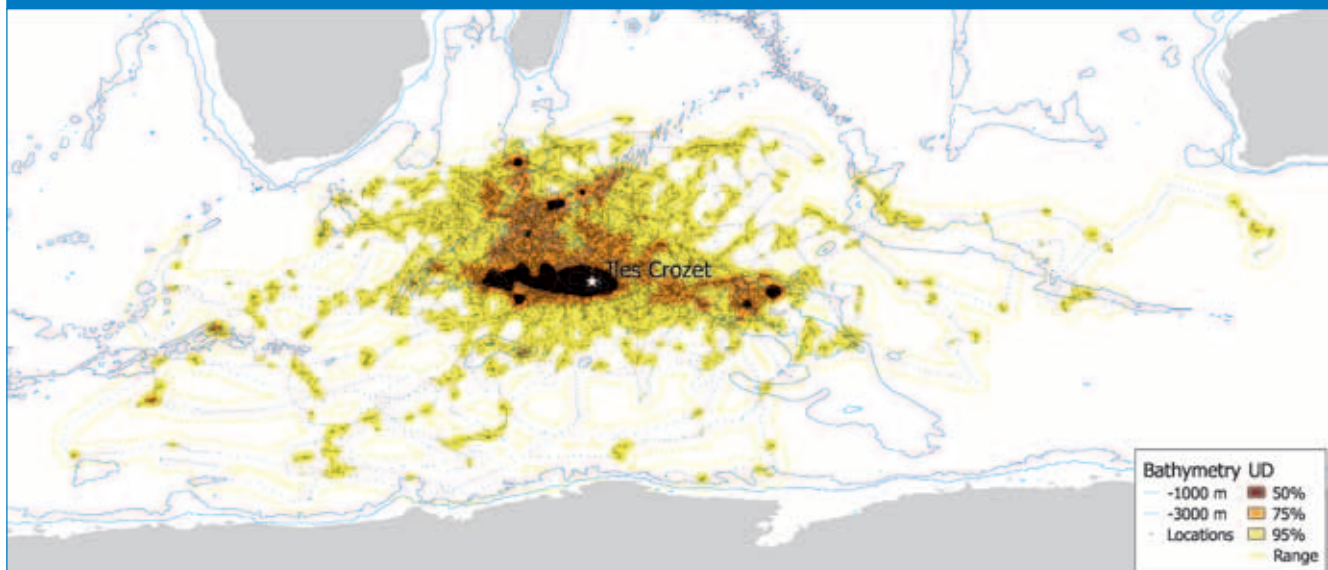 Iles Crozet
Bathymetry UD
-1000 m 50%
-3000 m 75%
Locations 95%
Range